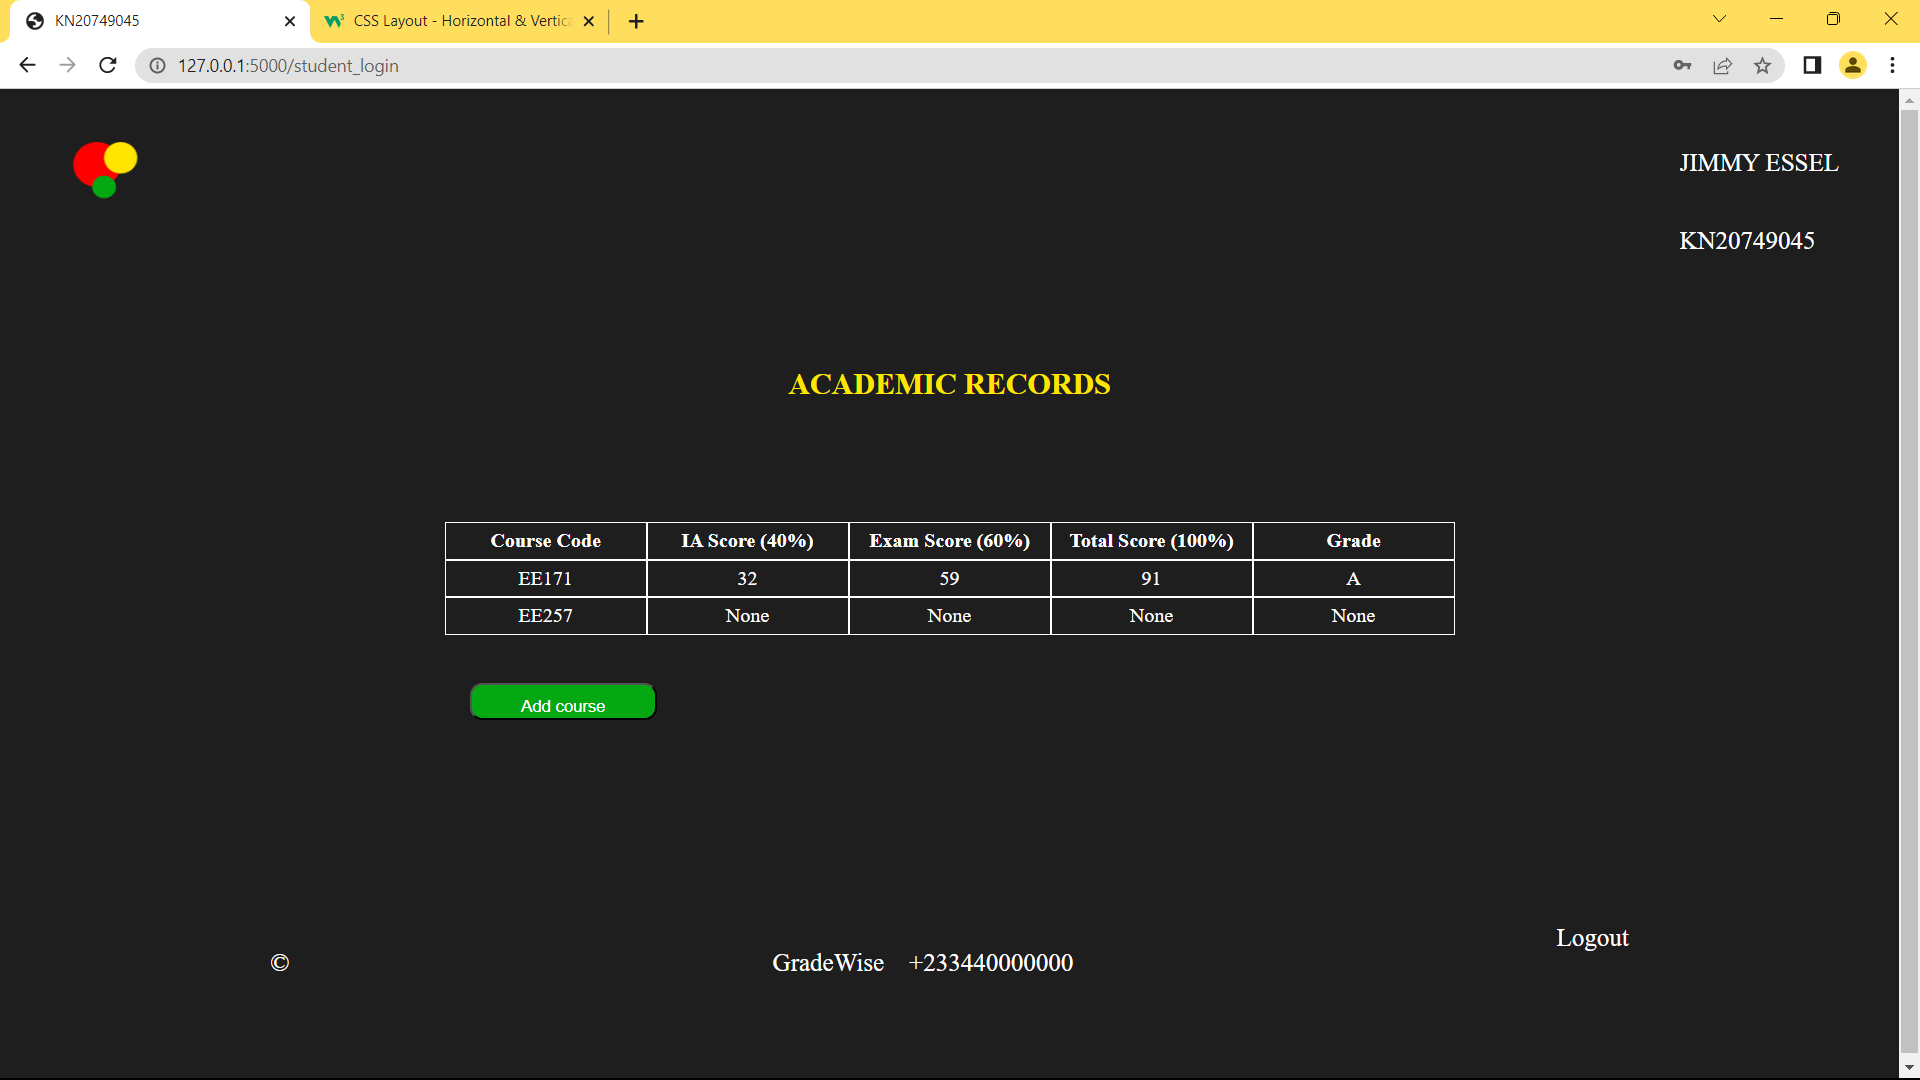 KN20749045
CSS Layout - Horizontal & Vertic
127.0.0.1:5000/student_login
JIMMY ESSEL
KN20749045
ACADEMIC RECORDS
Course Code IA Score (40%) Exam Score (60%) Total Score (100%) Grade
EE171 32 59 91 A
EE257 None None None None
Add course
Logout
© GradeWise +233440000000